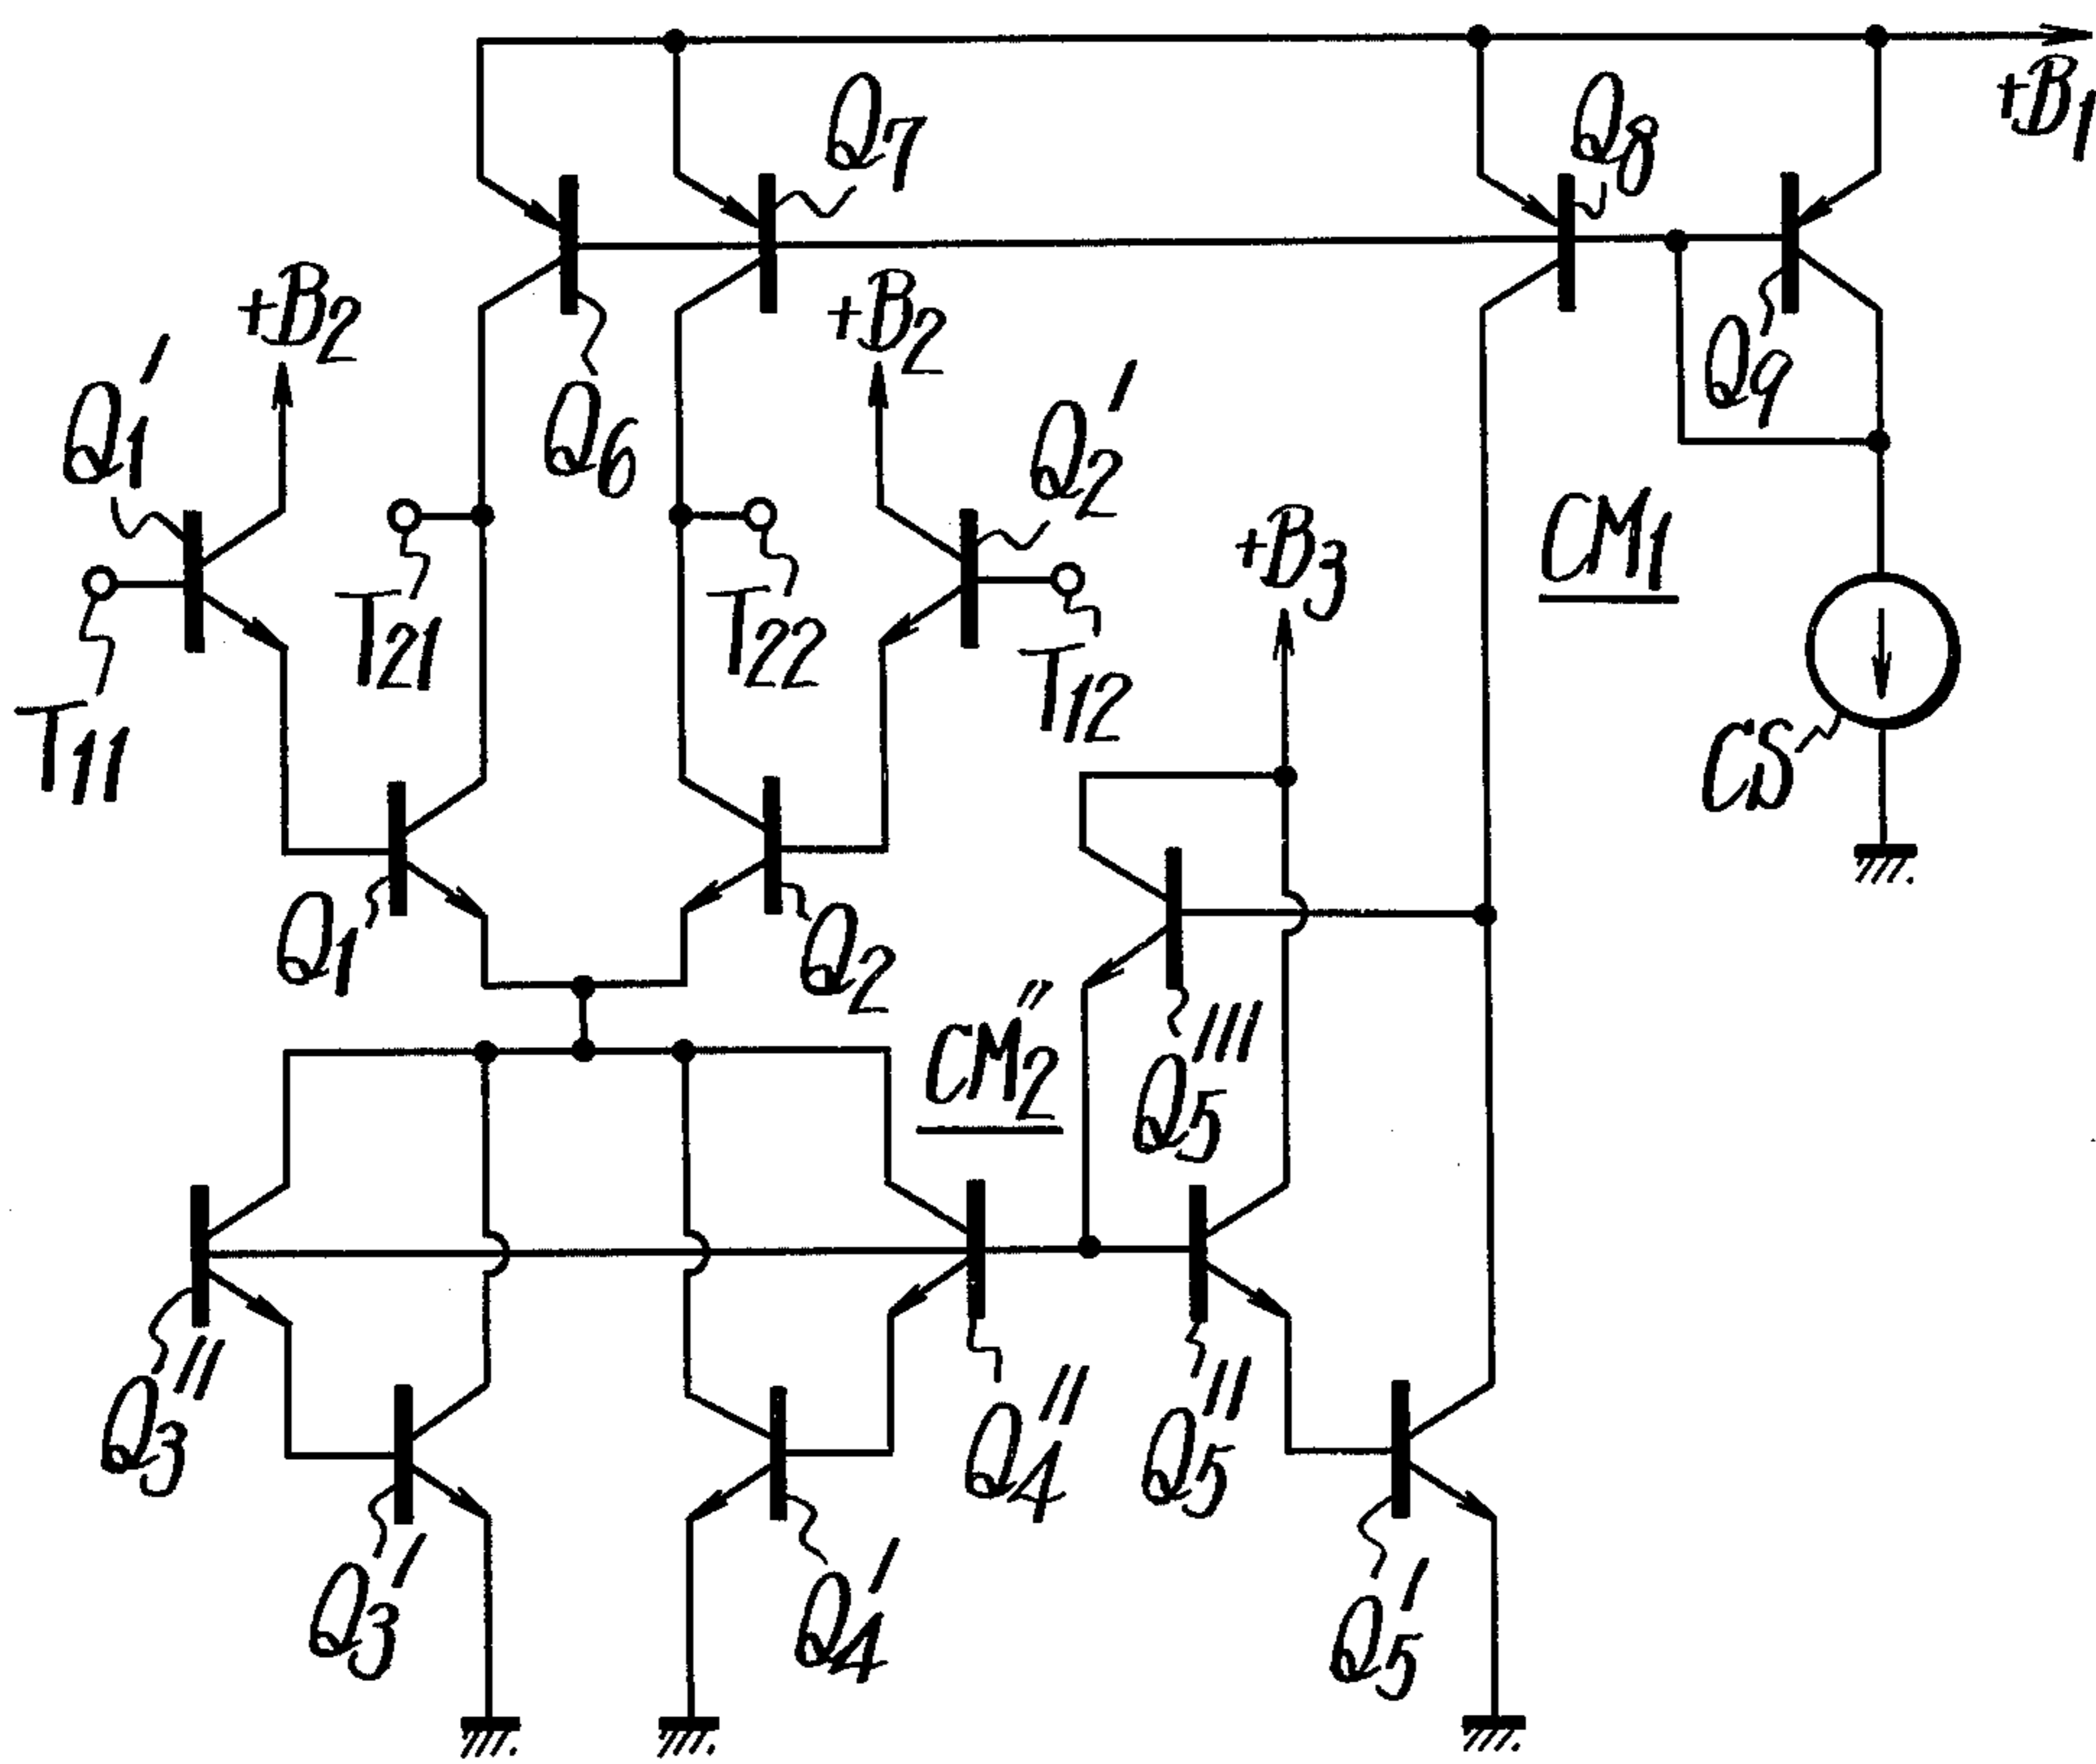 +B1
Q7
Q8
+B2
+B2
Q9
Q1'
Q6
Q2'
+B3
CM1
T21
T22
T12
T11
CS
Q1
Q2
CM2''
Q5'''
Q3''
Q4''
Q5''
Q3'
Q4'
Q5'